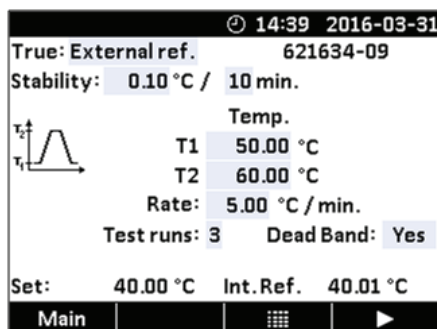 14:39 2016-03-31
True: External ref. 621634-09
Stability: 0.10 °C / 10 min.
Temp.
T2
T1
T1 50.00 °C
T2 60.00 °C
Rate: 5.00 °C / min.
Test runs: 3 Dead Band: Yes
Set: 40.00 °C Int. Ref. 40.01 °C
Main